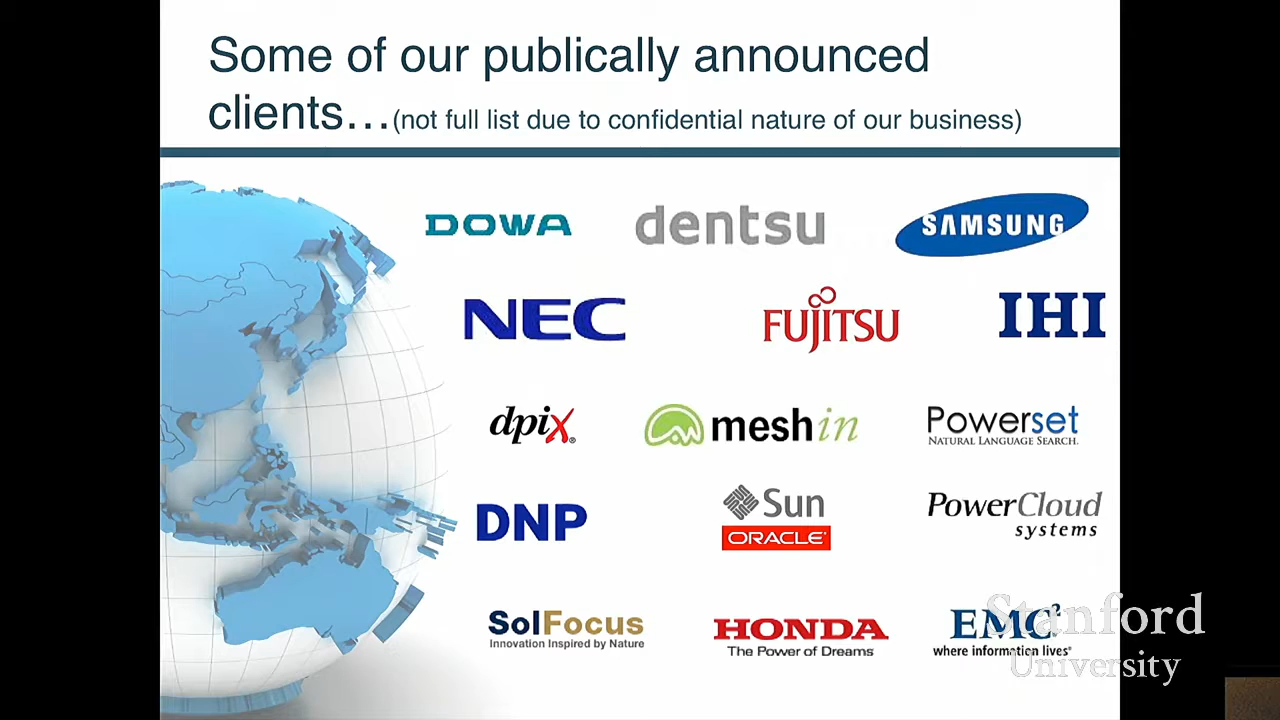 Some of our publically announced
clients…(not full list due to confidential nature of our business)
DOWA
dentsu
SAMSUNG
NEC
FUJITSU
IHI
dpiX®
meshin
Powerset
NATURAL LANGUAGE SEARCH.
DNP
Sun
ORACLE®
PowerCloud
systems
SolFocus
Innovation Inspired by Nature
HONDA
The Power of Dreams
EMC²
where information lives®
Stanford
University